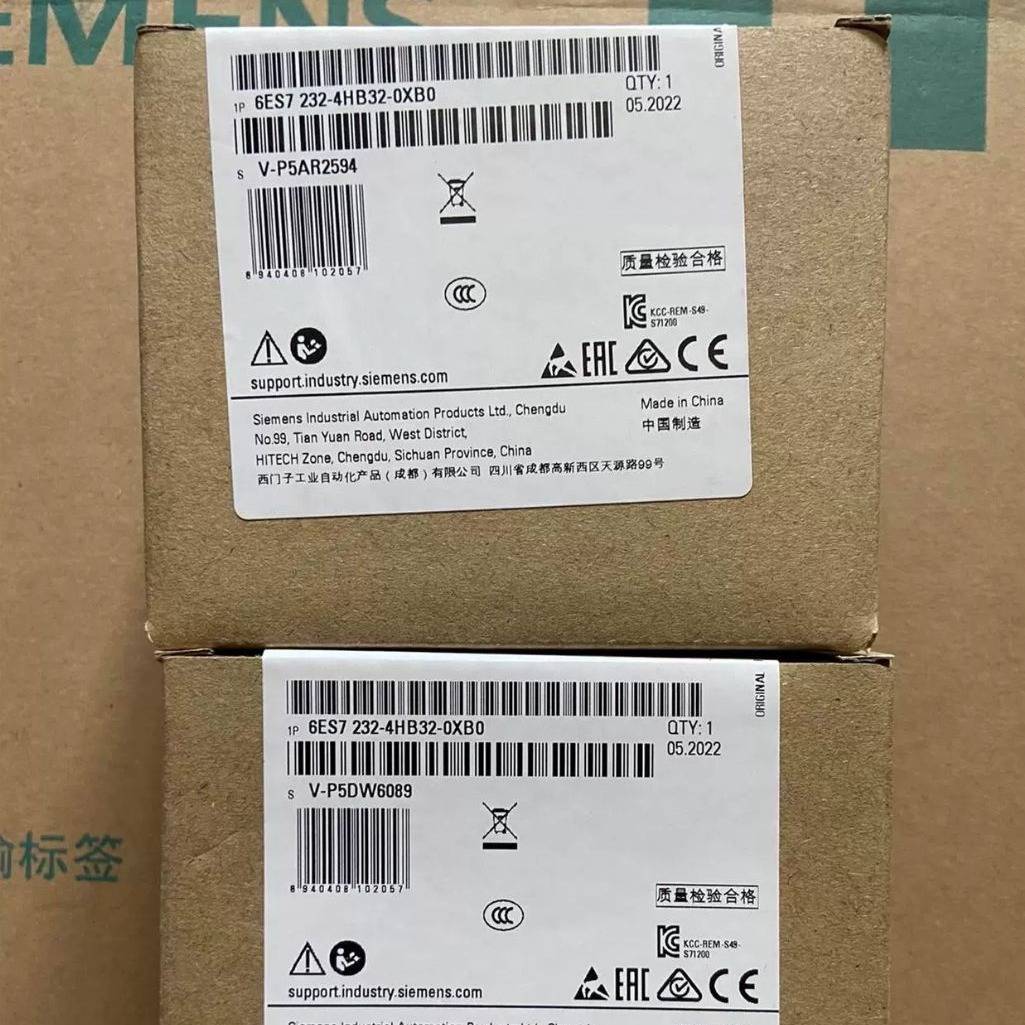 SIEMENS
ORIGINAL
1P 6ES7 232-4HB32-0XB0
QTY: 1
05.2022
S V-P5AR2594
8 940408 102057
质量检验合格
CCC
KCC-REM-S49-
S71200
EAC
CE
support.industry.siemens.com
Siemens Industrial Automation Products Ltd., Chengdu
No.99, Tian Yuan Road, West District,
HITECH Zone, Chengdu, Sichuan Province, China
西门子工业自动化产品(成都)有限公司 四川省成都高新西区天源路99号
Made in China
中国制造
ORIGINAL
1P 6ES7 232-4HB32-0XB0
QTY: 1
05.2022
S V-P5DW6089
8 940408 102057
标签
质量检验合格
CCC
KCC-REM-S49-
S71200
EAC
CE
support.industry.siemens.com